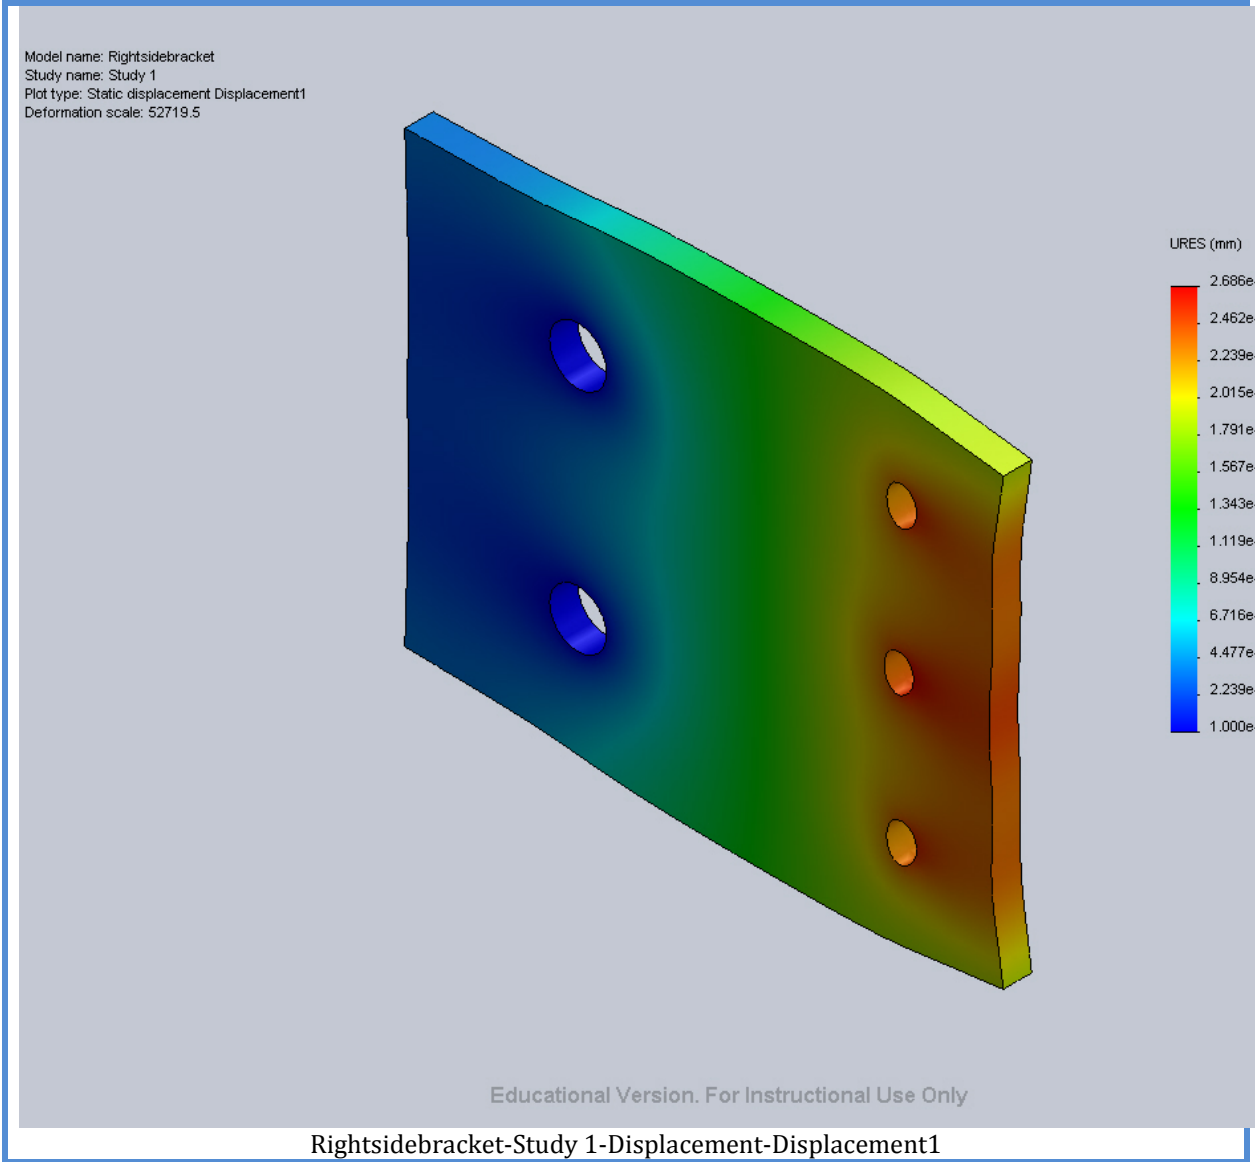 Model name: Rightsidebracket
Study name: Study 1
Plot type: Static displacement Displacement1
Deformation scale: 52719.5
URES (mm)
2.686e
2.462e
2.239e
2.015e
1.791e
1.567e
1.343e
1.119e
8.954e
6.716e
4.477e
2.239e
1.000e
Educational Version. For Instructional Use Only
Rightsidebracket-Study 1-Displacement-Displacement1